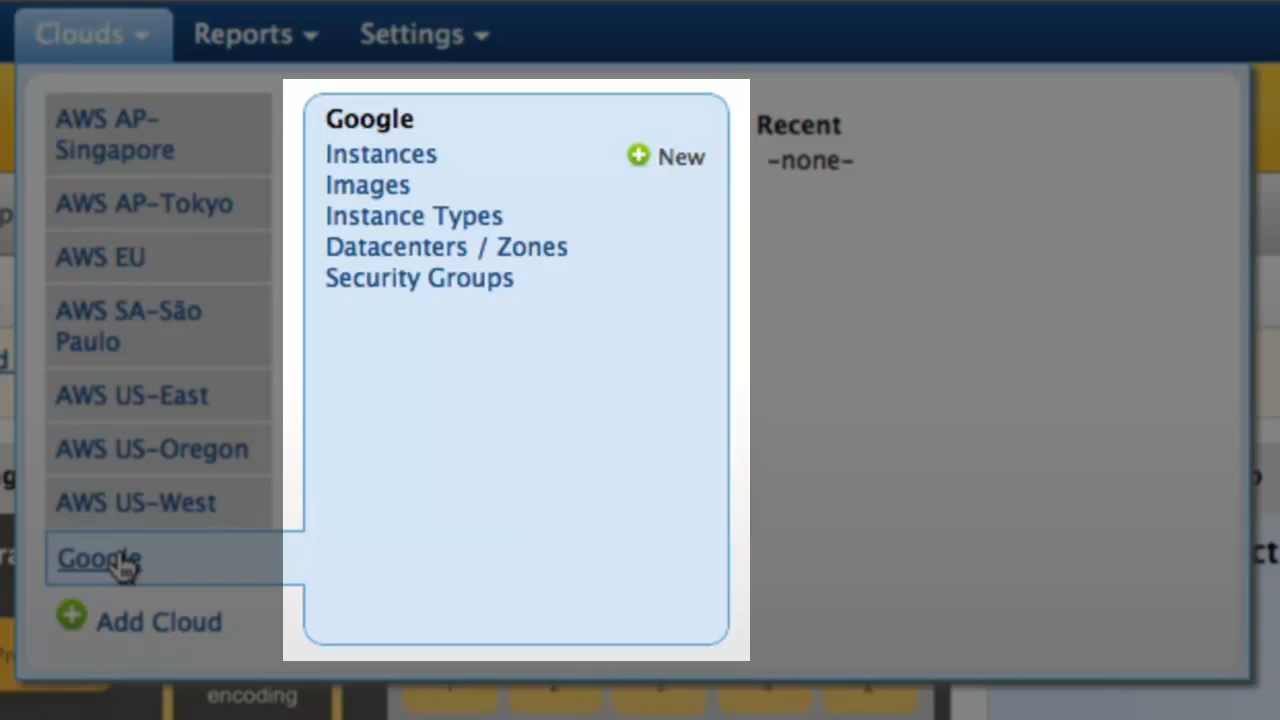 Clouds
Reports
Settings
AWS AP-
Singapore
AWS AP-Tokyo
AWS EU
AWS SA-São
Paulo
AWS US-East
AWS US-Oregon
AWS US-West
Google
Add Cloud
Google
Instances
New
Images
Instance Types
Datacenters / Zones
Security Groups
Recent
-none-
encoding